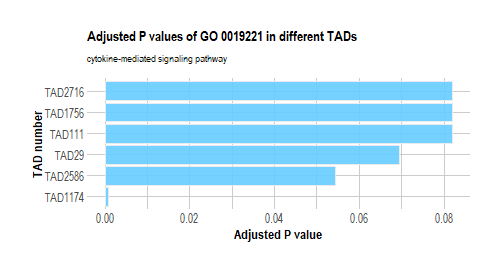 Adjusted P values of GO 0019221 in different TADs
cytokine-mediated signaling pathway
TAD2716
TAD1756
TAD111
TAD29
TAD2586
TAD1174
TAD number
0.00 0.02 0.04 0.06 0.08
Adjusted P value